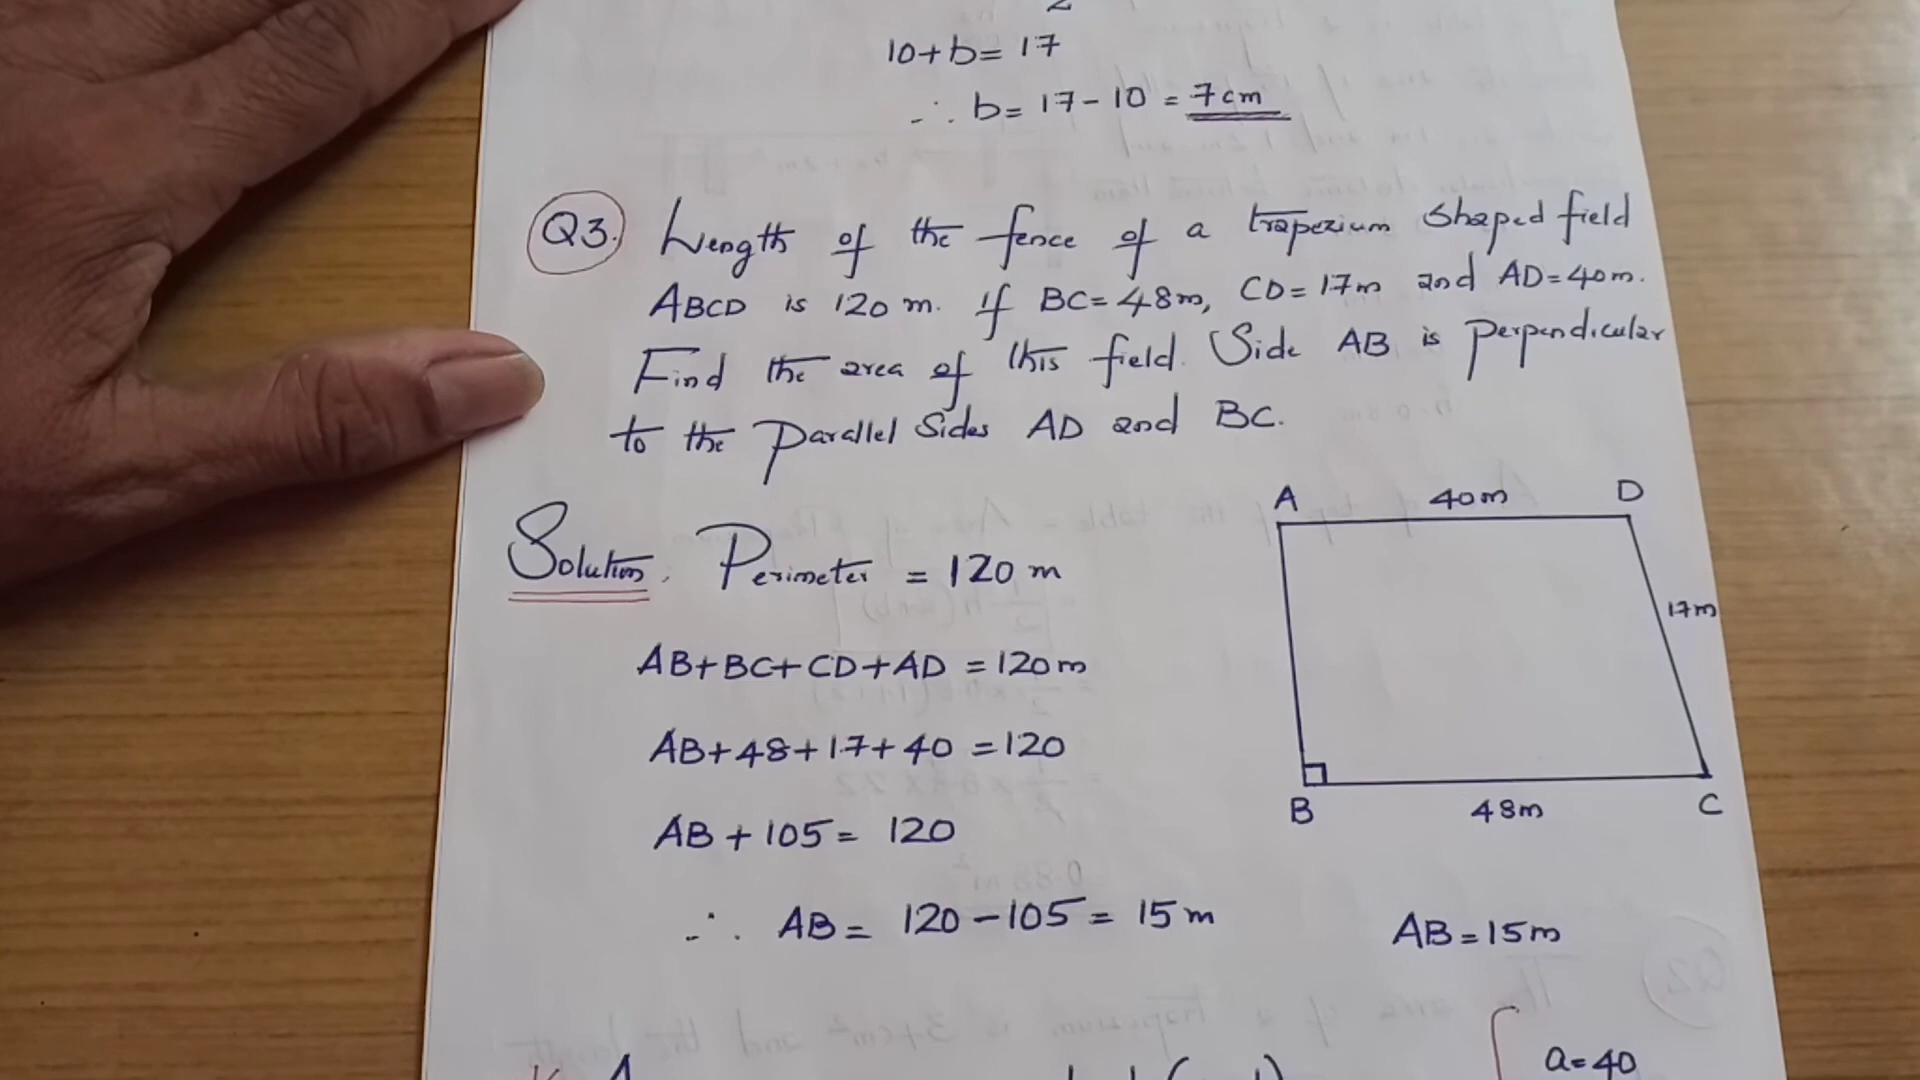 10+b= 17
∴ b= 17-10 = 7cm
Q3. Length of the fence of a trapezium shaped field
ABCD is 120 m. If BC=48m, CD=17m and AD=40m.
Find the area of this field. Side AB is perpendicular
to the parallel sides AD and BC.
Solution. Perimeter = 120 m
AB+BC+CD+AD =120m
AB+48+17+40 =120
AB+105= 120
∴ AB= 120-105= 15m
A 40m D
17m
B 48m C
AB=15m
a=40